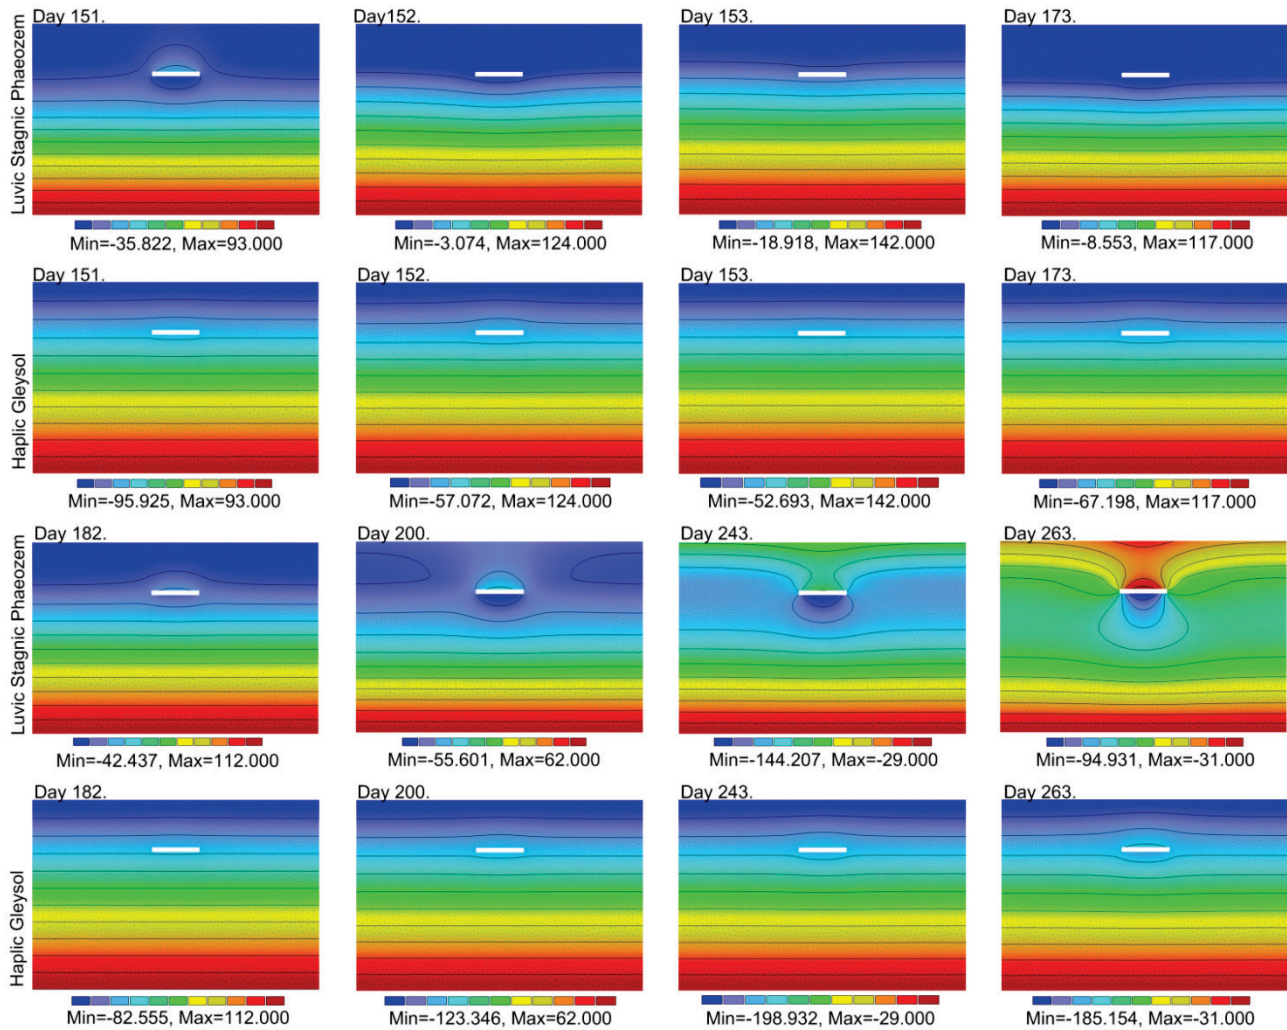 Day 151.
Day152.
Day 153.
Day 173.
Luvic Stagnic Phaeozem
Min=-35.822, Max=93.000
Min=-3.074, Max=124.000
Min=-18.918, Max=142.000
Min=-8.553, Max=117.000
Day 151.
Day 152.
Day 153.
Day 173.
Haplic Gleysol
Min=-95.925, Max=93.000
Min=-57.072, Max=124.000
Min=-52.693, Max=142.000
Min=-67.198, Max=117.000
Day 182.
Day 200.
Day 243.
Day 263.
Luvic Stagnic Phaeozem
Min=-42.437, Max=112.000
Min=-55.601, Max=62.000
Min=-144.207, Max=-29.000
Min=-94.931, Max=-31.000
Day 182.
Day 200.
Day 243.
Day 263.
Haplic Gleysol
Min=-82.555, Max=112.000
Min=-123.346, Max=62.000
Min=-198.932, Max=-29.000
Min=-185.154, Max=-31.000